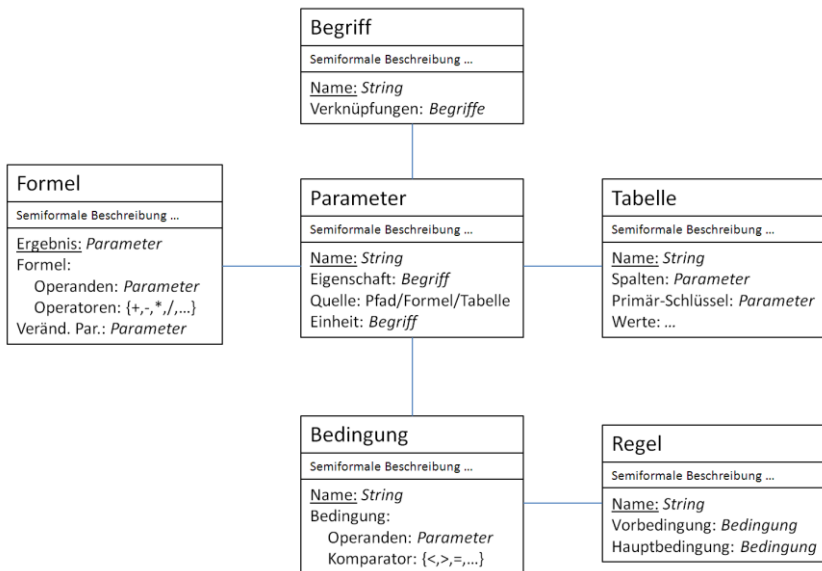 Begriff
Semiformale Beschreibung ...
Name: String
Verknüpfungen: Begriffe
Formel
Semiformale Beschreibung ...
Ergebnis: Parameter
Formel:
Operanden: Parameter
Operatoren: {+,-,*,/,...}
Veränd. Par.: Parameter
Parameter
Semiformale Beschreibung ...
Name: String
Eigenschaft: Begriff
Quelle: Pfad/Formel/Tabelle
Einheit: Begriff
Tabelle
Semiformale Beschreibung ...
Name: String
Spalten: Parameter
Primär-Schlüssel: Parameter
Werte: ...
Bedingung
Semiformale Beschreibung ...
Name: String
Bedingung:
Operanden: Parameter
Komparator: {<,>,=,...}
Regel
Semiformale Beschreibung ...
Name: String
Vorbedingung: Bedingung
Hauptbedingung: Bedingung